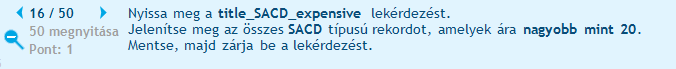 16 / 50
50 megnyitása
Pont: 1
Nyissa meg a title_SACD_expensive lekérdezést.
Jelenítse meg az összes SACD típusú rekordot, amelyek ára nagyobb mint 20.
Mentse, majd zárja be a lekérdezést.